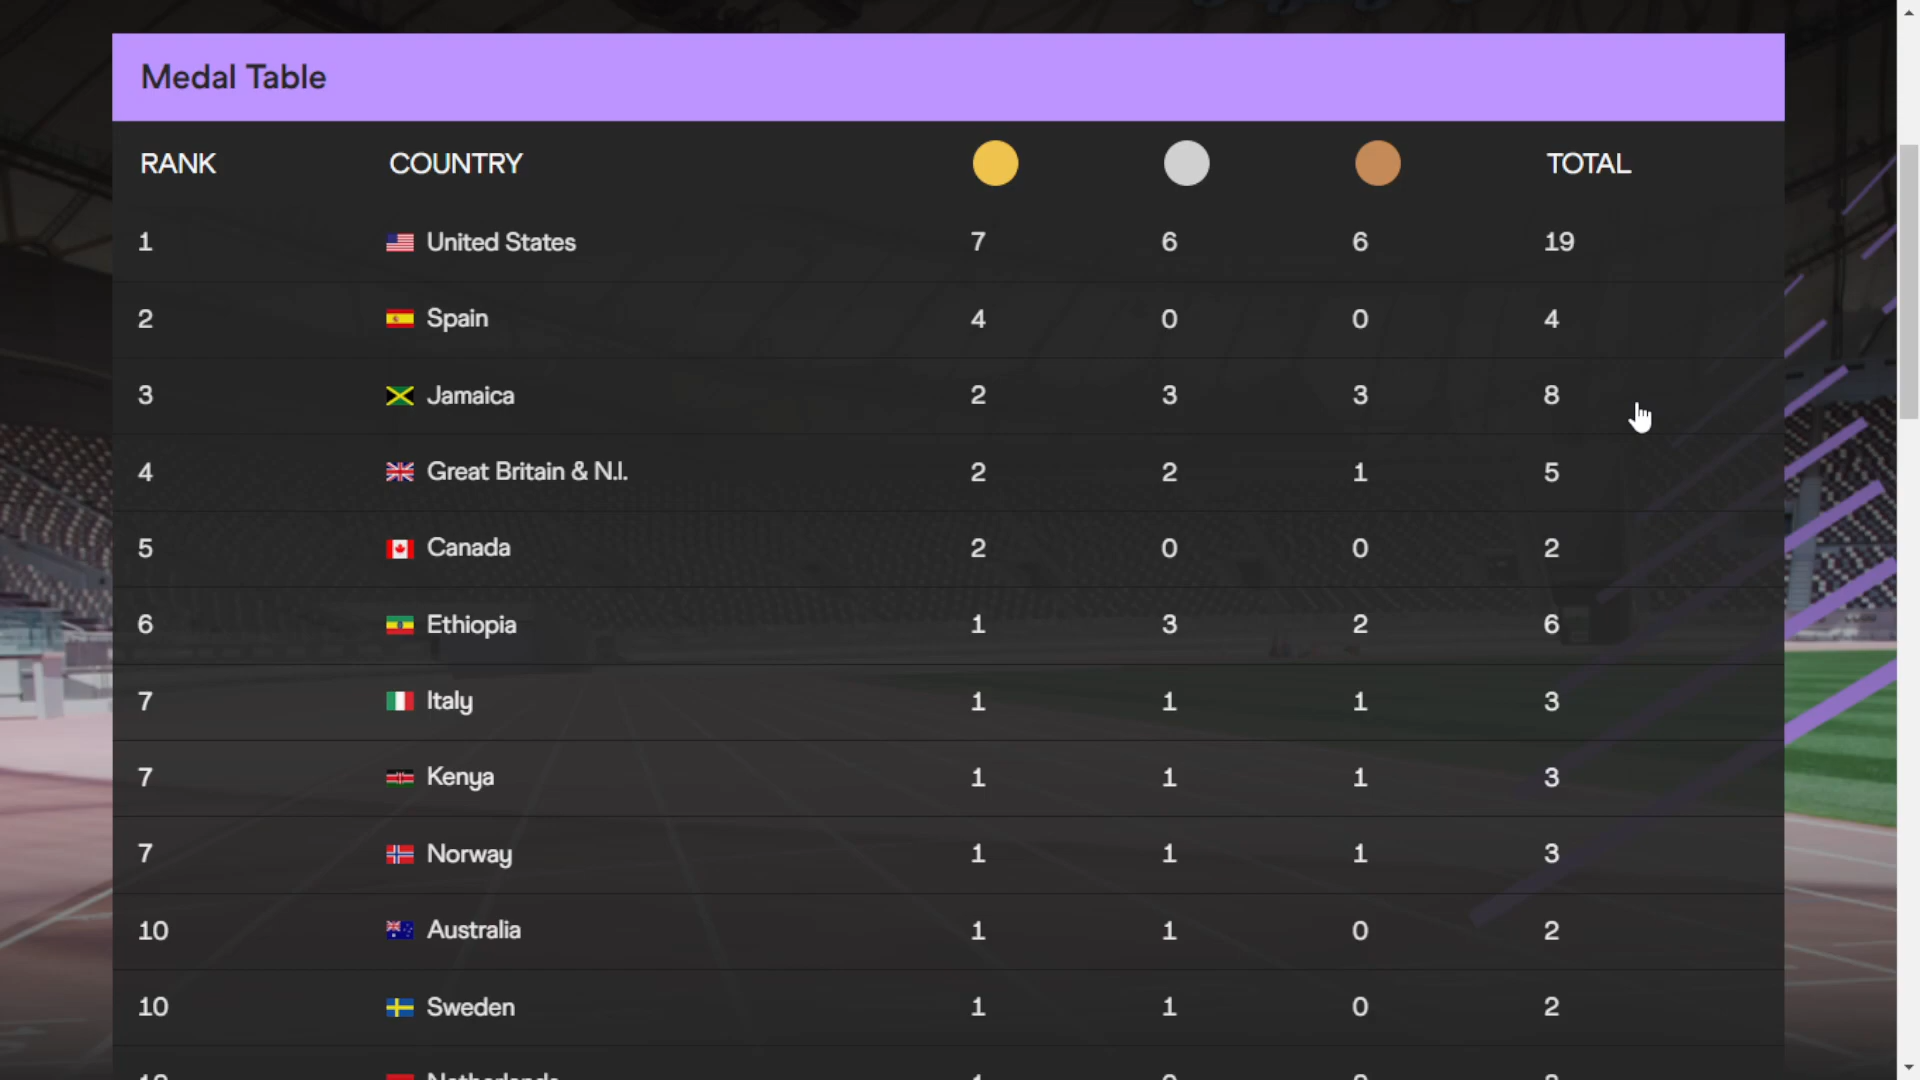 Medal Table
RANK COUNTRY TOTAL
1 United States 7 6 6 19
2 Spain 4 0 0 4
3 Jamaica 2 3 3 8
4 Great Britain & N.I. 2 2 1 5
5 Canada 2 0 0 2
6 Ethiopia 1 3 2 6
7 Italy 1 1 1 3
7 Kenya 1 1 1 3
7 Norway 1 1 1 3
10 Australia 1 1 0 2
10 Sweden 1 1 0 2